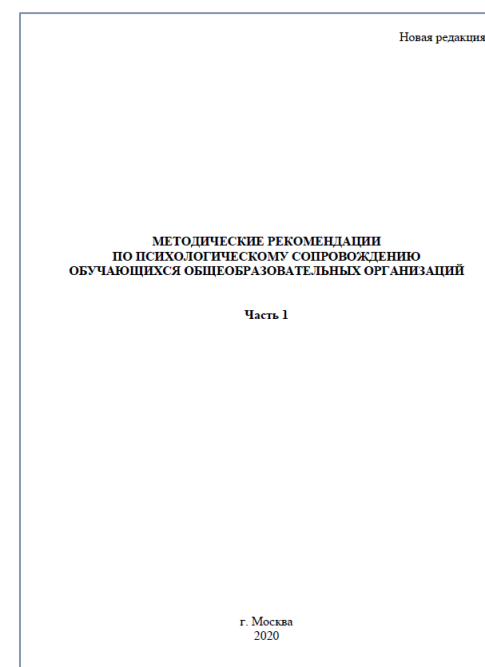 Новая редакция
МЕТОДИЧЕСКИЕ РЕКОМЕНДАЦИИ
ПО ПСИХОЛОГИЧЕСКОМУ СОПРОВОЖДЕНИЮ
ОБУЧАЮЩИХСЯ ОБЩЕОБРАЗОВАТЕЛЬНЫХ ОРГАНИЗАЦИЙ
Часть 1
г. Москва
2020